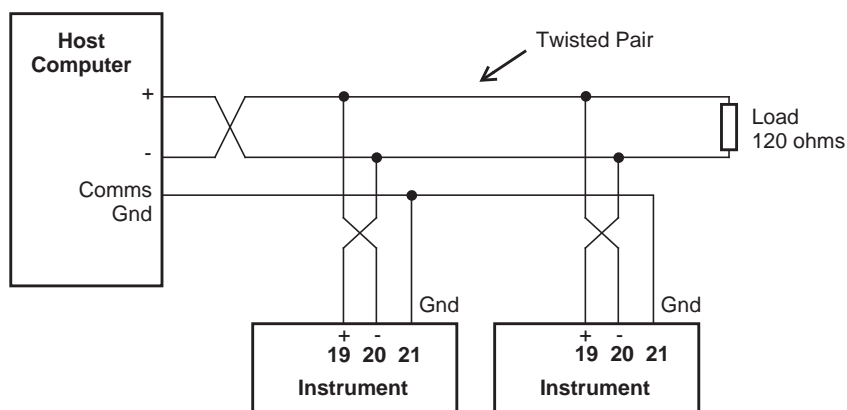 Host
Computer
Twisted Pair
+
-
Load
120 ohms
Comms
Gnd
Gnd
Gnd
+ -
19 20 21
Instrument
+ -
19 20 21
Instrument